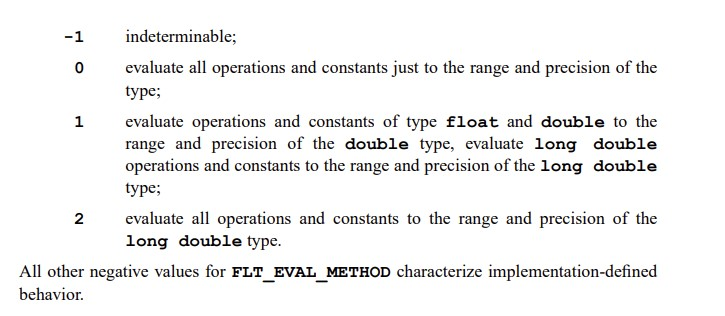 -1 indeterminable;
0 evaluate all operations and constants just to the range and precision of the
type;
1 evaluate operations and constants of type float and double to the
range and precision of the double type, evaluate long double
operations and constants to the range and precision of the long double
type;
2 evaluate all operations and constants to the range and precision of the
long double type.
All other negative values for FLT_EVAL_METHOD characterize implementation-defined
behavior.